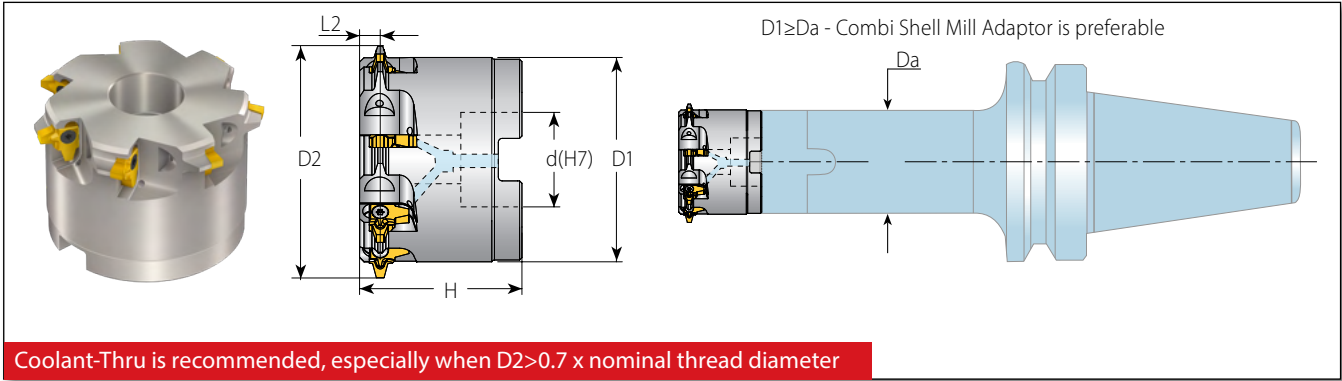 L2
D2
d(H7)
D1
H
D1≥Da - Combi Shell Mill Adaptor is preferable
Da
Coolant-Thru is recommended, especially when D2>0.7 x nominal thread diameter